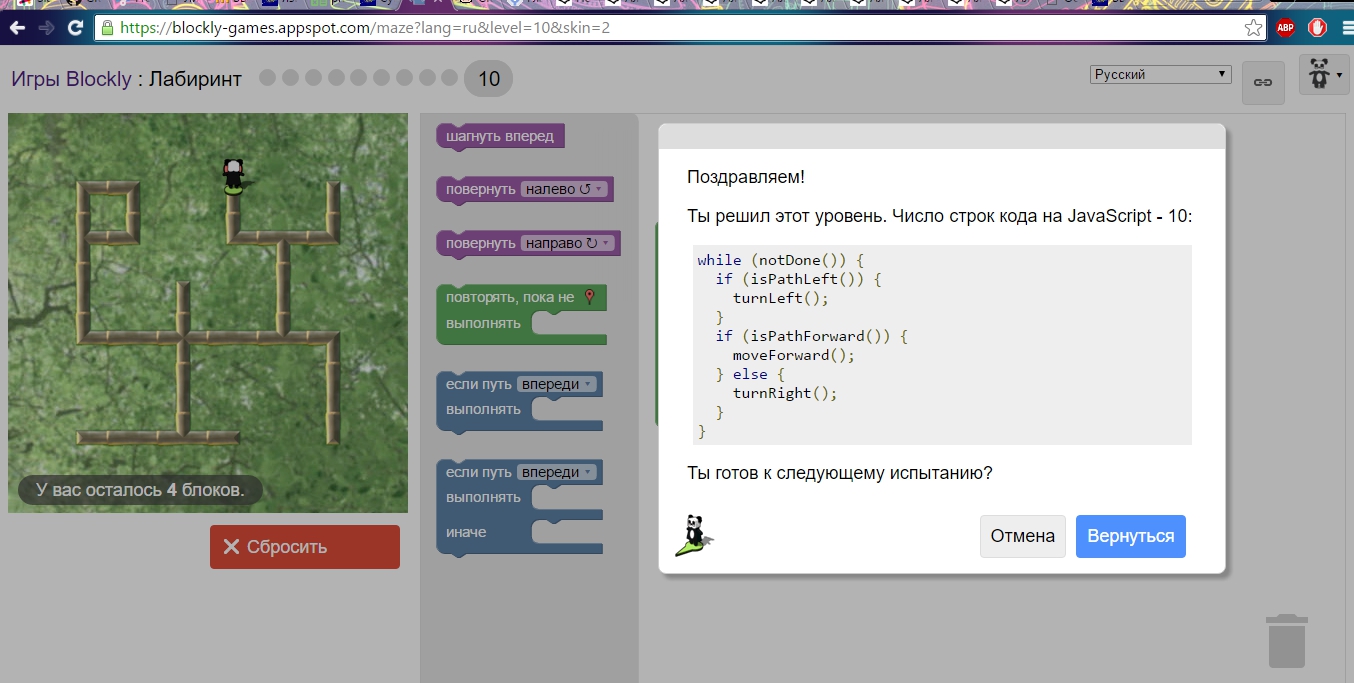 https://blockly-games.appspot.com/maze?lang=ru&level=10&skin=2
ABP
Игры Blockly : Лабиринт
10
Русский
шагнуть вперед
повернуть налево ↺
повернуть направо ↻
повторять, пока не
выполнять
если путь впереди
выполнять
если путь впереди
выполнять
иначе
У вас осталось 4 блоков.
Сбросить
Поздравляем!
Ты решил этот уровень. Число строк кода на JavaScript - 10:
while (notDone()) {
if (isPathLeft()) {
turnLeft();
}
if (isPathForward()) {
moveForward();
} else {
turnRight();
}
}
Ты готов к следующему испытанию?
Отмена
Вернуться